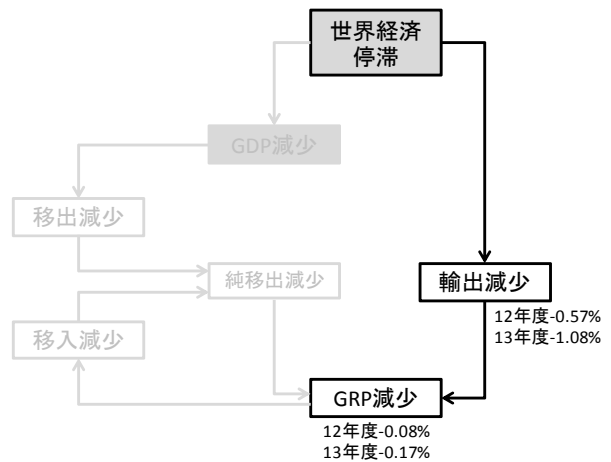 世界経済
停滞
GDP減少
移出減少
純移出減少
輸出減少
12年度-0.57%
13年度-1.08%
移入減少
GRP減少
12年度-0.08%
13年度-0.17%